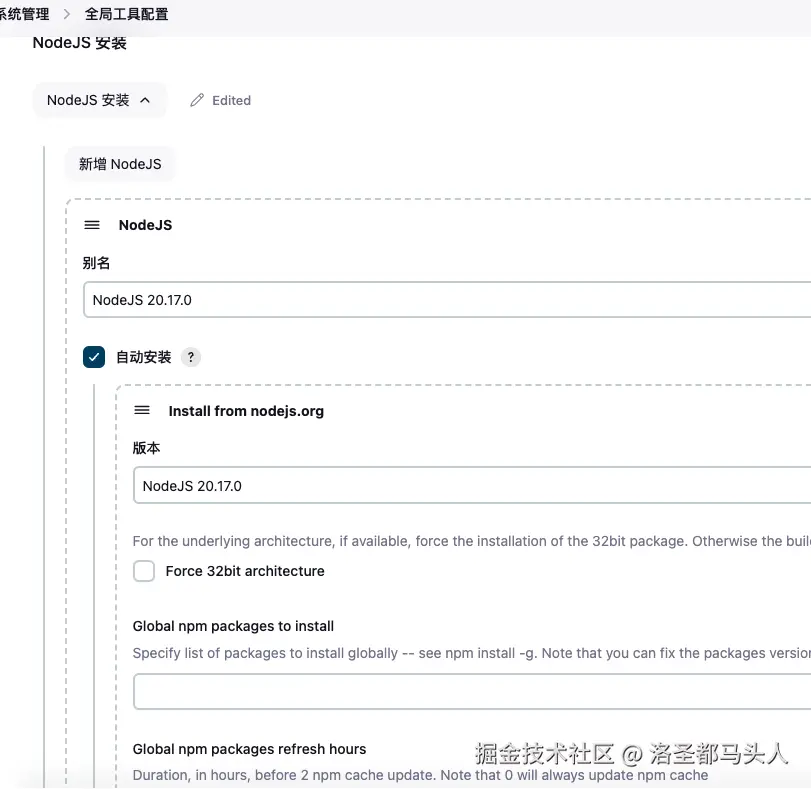 系统管理 > 全局工具配置
NodeJS 安装
NodeJS 安装 Edited
新增 NodeJS
NodeJS
别名
NodeJS 20.17.0
自动安装 ?
Install from nodejs.org
版本
NodeJS 20.17.0
For the underlying architecture, if available, force the installation of the 32bit package. Otherwise the
Force 32bit architecture
Global npm packages to install
Specify list of packages to install globally -- see npm install -g. Note that you can fix the packages
Global npm packages refresh hours
Duration, in hours, before 2 npm cache update. Note that 0 will always update npm cache
掘金技术社区 @ 洛圣都马头人